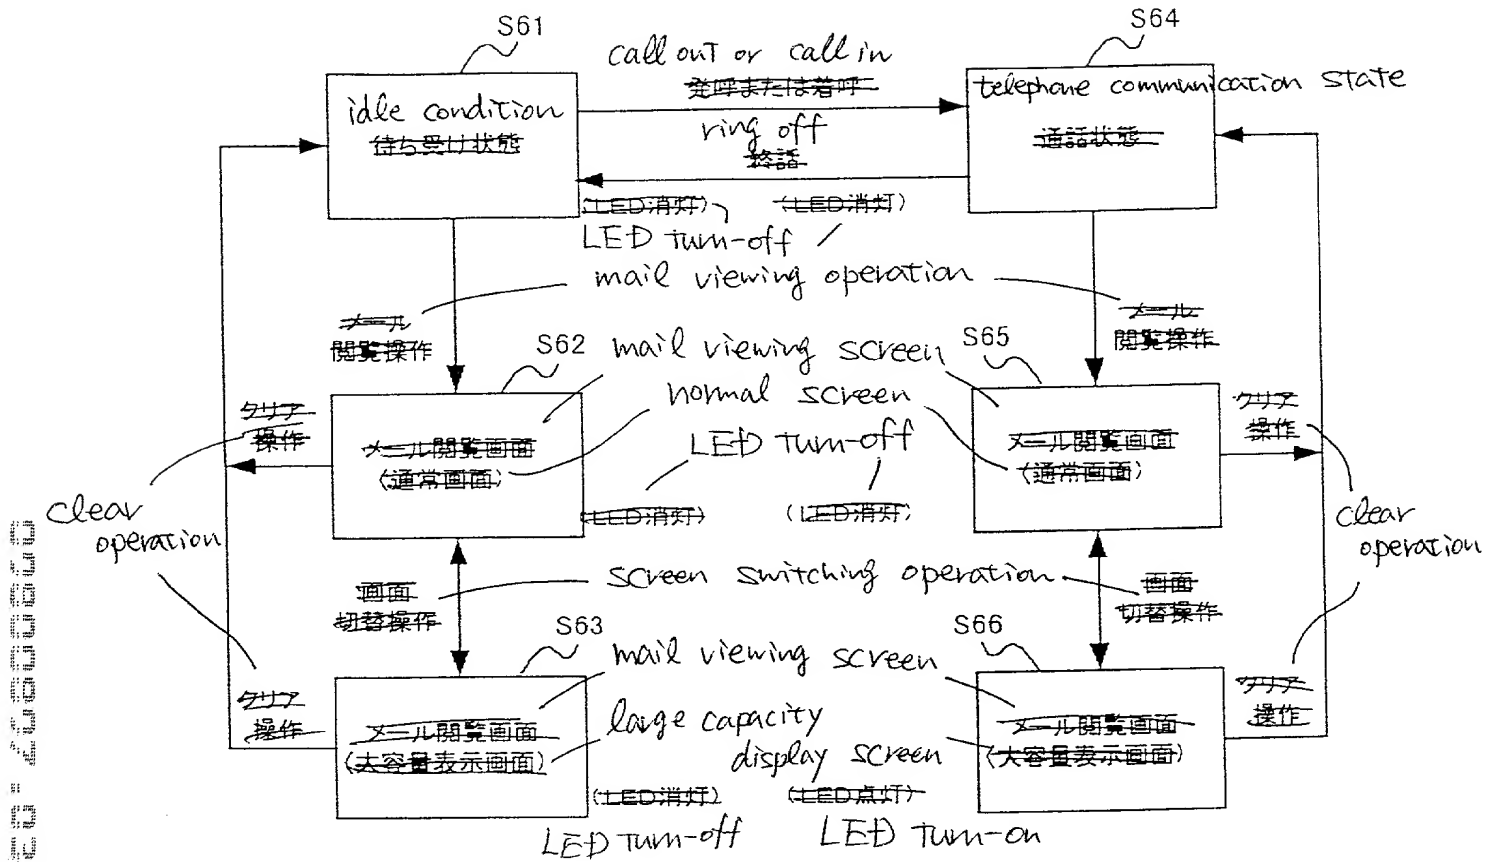 S61
S64
call out or call in
発呼または着呼
idle condition
待ち受け状態
telephone communication state
通話状態
ring off
終話
(LED消灯)
(LED消灯)
LED turn-off
mail viewing operation
メール
閲覧操作
メール
閲覧操作
S62
mail viewing screen
S65
normal screen
クリア
操作
メール閲覧画面
(通常画面)
LED turn-off
メール閲覧画面
(通常画面)
クリア
操作
(LED消灯)
(LED消灯)
clear
operation
clear
operation
画面
切替操作
screen switching operation
画面
切替操作
S63
mail viewing screen
S66
クリア
操作
メール閲覧画面
(大容量表示画面)
large capacity
display screen
メール閲覧画面
(大容量表示画面)
クリア
操作
(LED消灯)
(LED点灯)
LED turn-off
LED turn-on